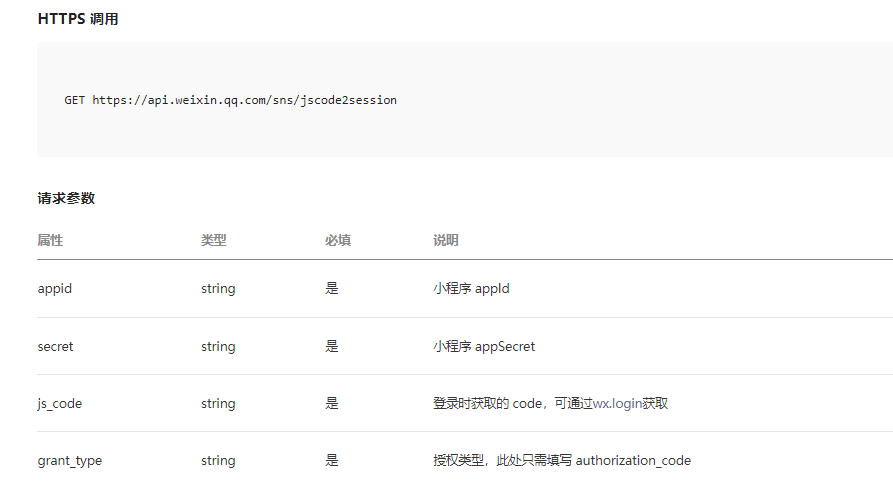 HTTPS 调用
GET https://api.weixin.qq.com/sns/jscode2session
请求参数
属性 类型 必填 说明
appid string 是 小程序 appId
secret string 是 小程序 appSecret
js_code string 是 登录时获取的 code，可通过wx.login获取
grant_type string 是 授权类型，此处只需填写 authorization_code